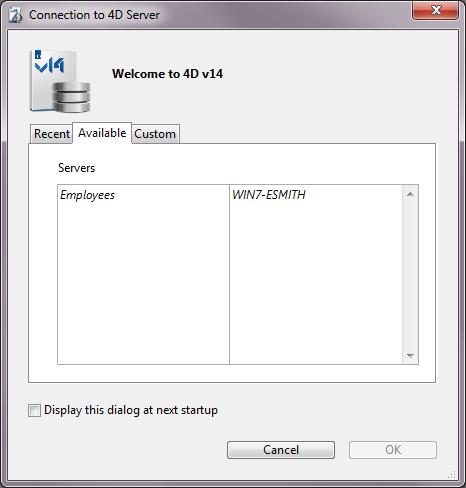 Connection to 4D Server
v14
Welcome to 4D v14
Recent Available Custom
Servers
Employees WIN7-ESMITH
Display this dialog at next startup
Cancel OK